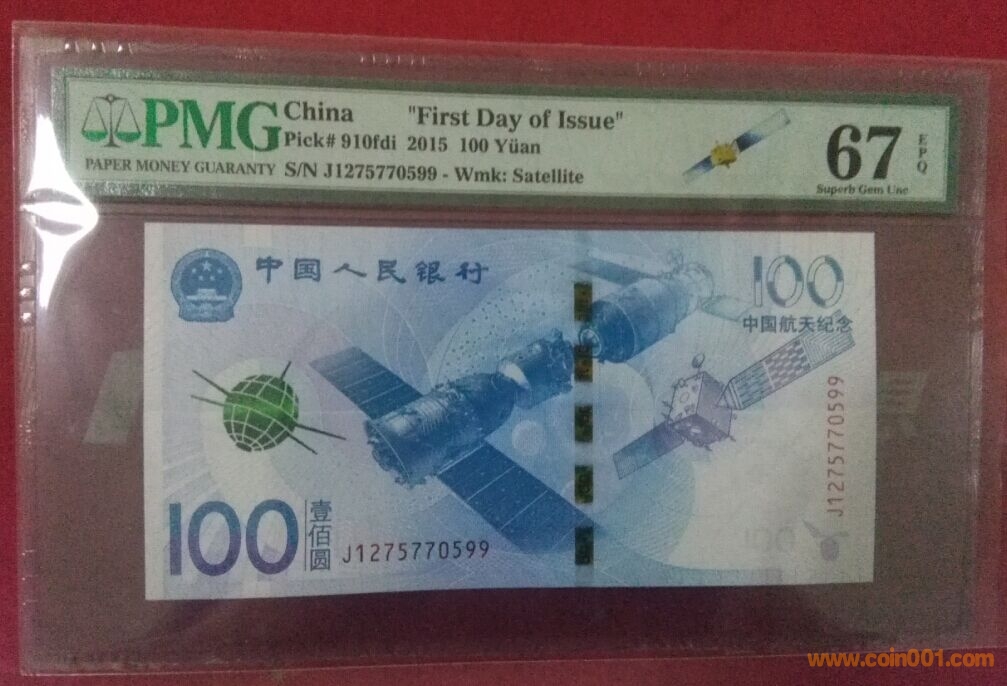 PMG
PAPER MONEY GUARANTY
China "First Day of Issue"
Pick# 910fdi 2015 100 Yüan
S/N J1275770599 - Wmk: Satellite
67
EPQ
Superb Gem Unc
中国人民银行
100
中国航天纪念
J1275770599
100
壹佰圆
J1275770599
100
www.coin001.com